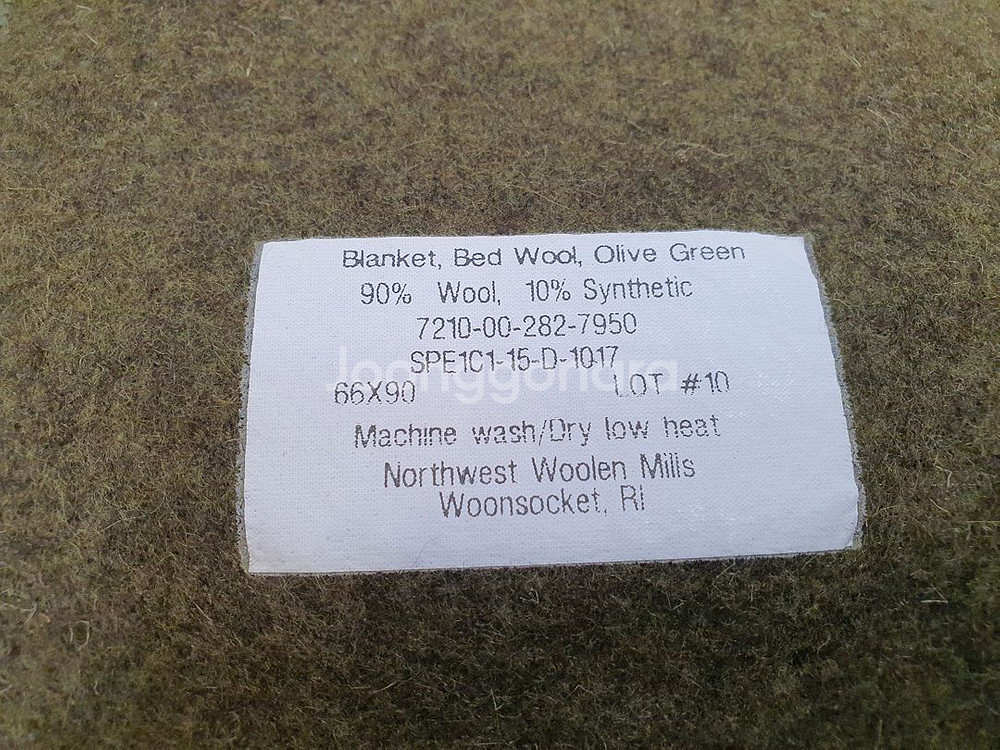 Blanket, Bed Wool, Olive Green
90% Wool, 10% Synthetic
7210-00-282-7950
SPE1C1-15-D-1017
Joonggonara
66X90 LOT #10
Machine wash/Dry low heat
Northwest Woolen Mills
Woonsocket, RI